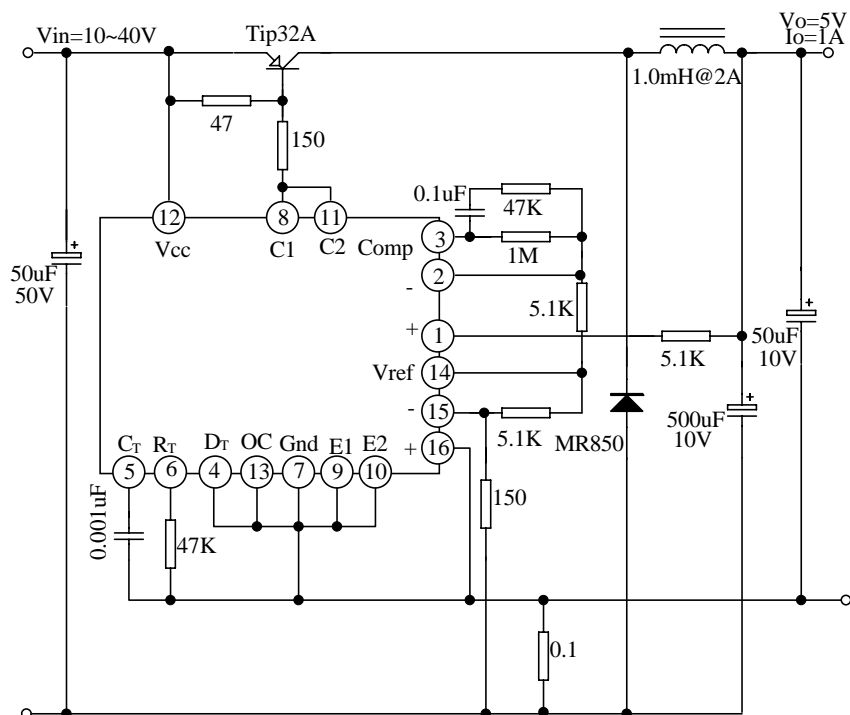 Vin=10~40V
Tip32A
Vo=5V
Io=1A
1.0mH@2A
47
150
0.1uF
47K
12
8
11
3
1M
Vcc
C1
C2
Comp
2
-
50uF
50V
5.1K
+
1
5.1K
50uF
10V
Vref
14
-
15
5.1K
MR850
500uF
10V
+
16
CT
RT
DT
OC
Gnd
E1
E2
5
6
4
13
7
9
10
0.001uF
47K
150
0.1
+
+
+